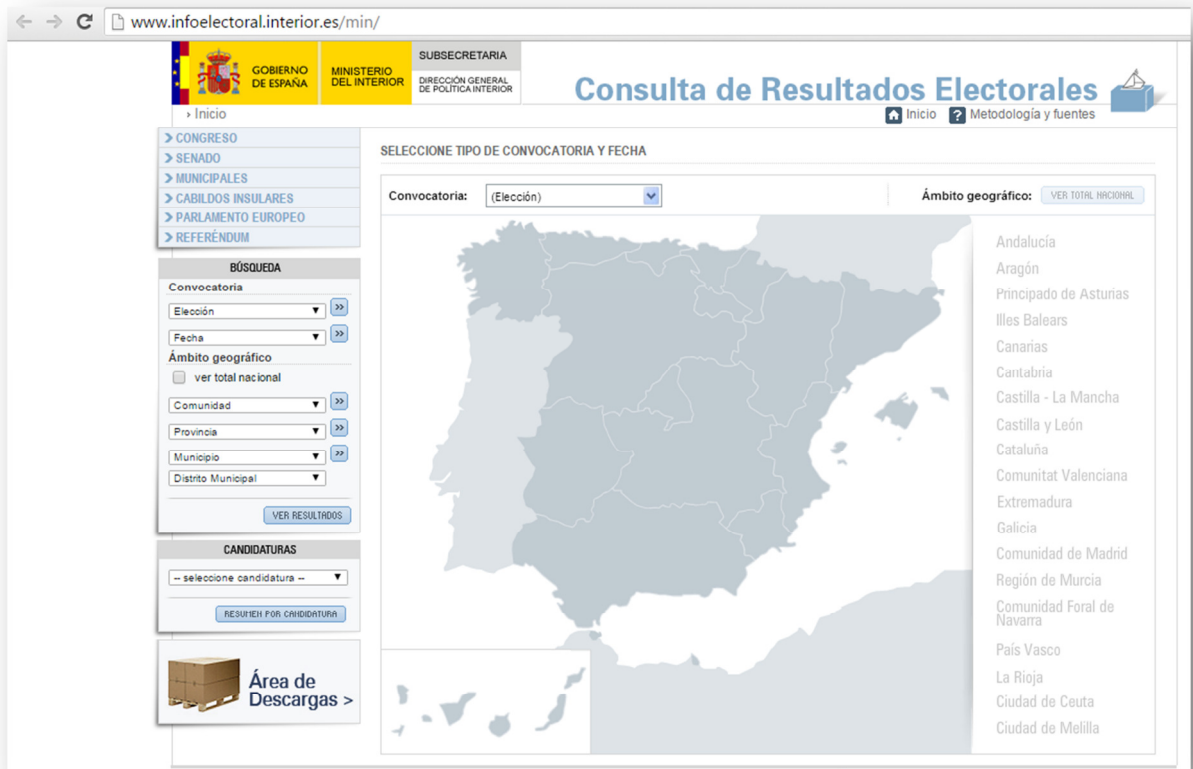 www.infoelectoral.interior.es/min/
GOBIERNO
DE ESPAÑA
MINISTERIO
DEL INTERIOR
SUBSECRETARIA
DIRECCIÓN GENERAL
DE POLÍTICA INTERIOR
Consulta de Resultados Electorales
Inicio
Inicio
? Metodología y fuentes
CONGRESO
SENADO
MUNICIPALES
CABILDOS INSULARES
PARLAMENTO EUROPEO
REFERÉNDUM
BÚSQUEDA
Convocatoria
Elección
Fecha
Ámbito geográfico
ver total nacional
Comunidad
Provincia
Municipio
Distrito Municipal
VER RESULTADOS
CANDIDATURAS
-- seleccione candidatura --
RESUMEN POR CANDIDATURA
Área de
Descargas >
SELECCIONE TIPO DE CONVOCATORIA Y FECHA
Convocatoria: (Elección)
Ámbito geográfico: VER TOTAL NACIONAL
Andalucía
Aragón
Principado de Asturias
Illes Balears
Canarias
Cantabria
Castilla - La Mancha
Castilla y León
Cataluña
Comunitat Valenciana
Extremadura
Galicia
Comunidad de Madrid
Región de Murcia
Comunidad Foral de
Navarra
País Vasco
La Rioja
Ciudad de Ceuta
Ciudad de Melilla